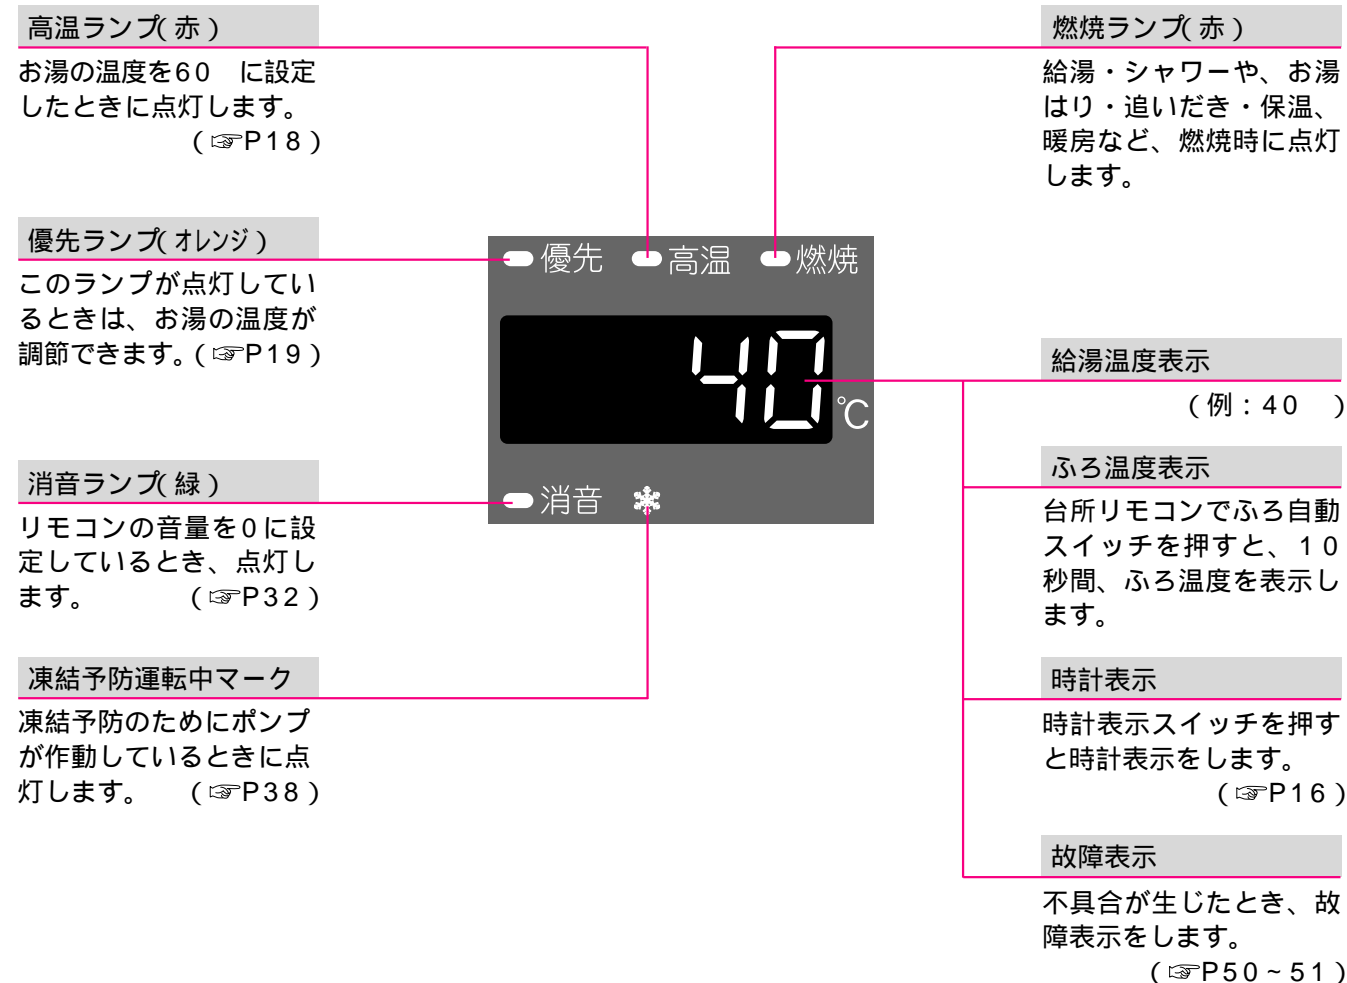 高温ランプ(赤)
お湯の温度を60　に設定
したときに点灯します。
(☞P18)
優先ランプ(オレンジ)
このランプが点灯してい
るときは、お湯の温度が
調節できます。(☞P19)
消音ランプ(緑)
リモコンの音量を0に設
定しているとき、点灯し
ます。　(☞P32)
凍結予防運転中マーク
凍結予防のためにポンプ
が作動しているときに点
灯します。　(☞P38)
優先 高温 燃焼
40
℃
消音
燃焼ランプ(赤)
給湯・シャワーや、お湯
はり・追いだき・保温、
暖房など、燃焼時に点灯
します。
給湯温度表示
(例：40　)
ふろ温度表示
台所リモコンでふろ自動
スイッチを押すと、10
秒間、ふろ温度を表示し
ます。
時計表示
時計表示スイッチを押す
と時計表示をします。
(☞P16)
故障表示
不具合が生じたとき、故
障表示をします。
(☞P50~51)